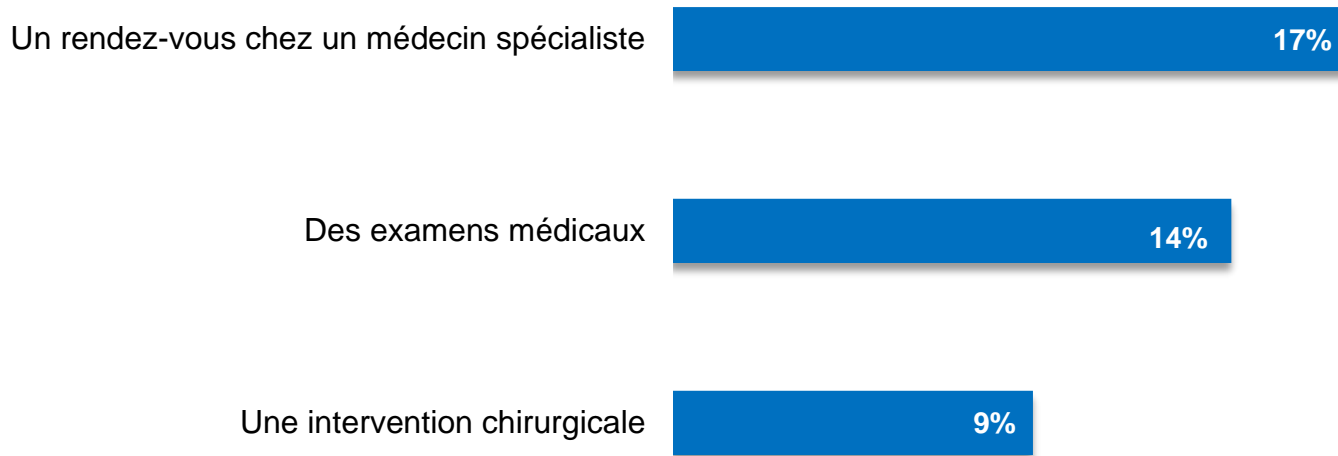 Un rendez-vous chez un médecin spécialiste 17%
Des examens médicaux 14%
Une intervention chirurgicale 9%